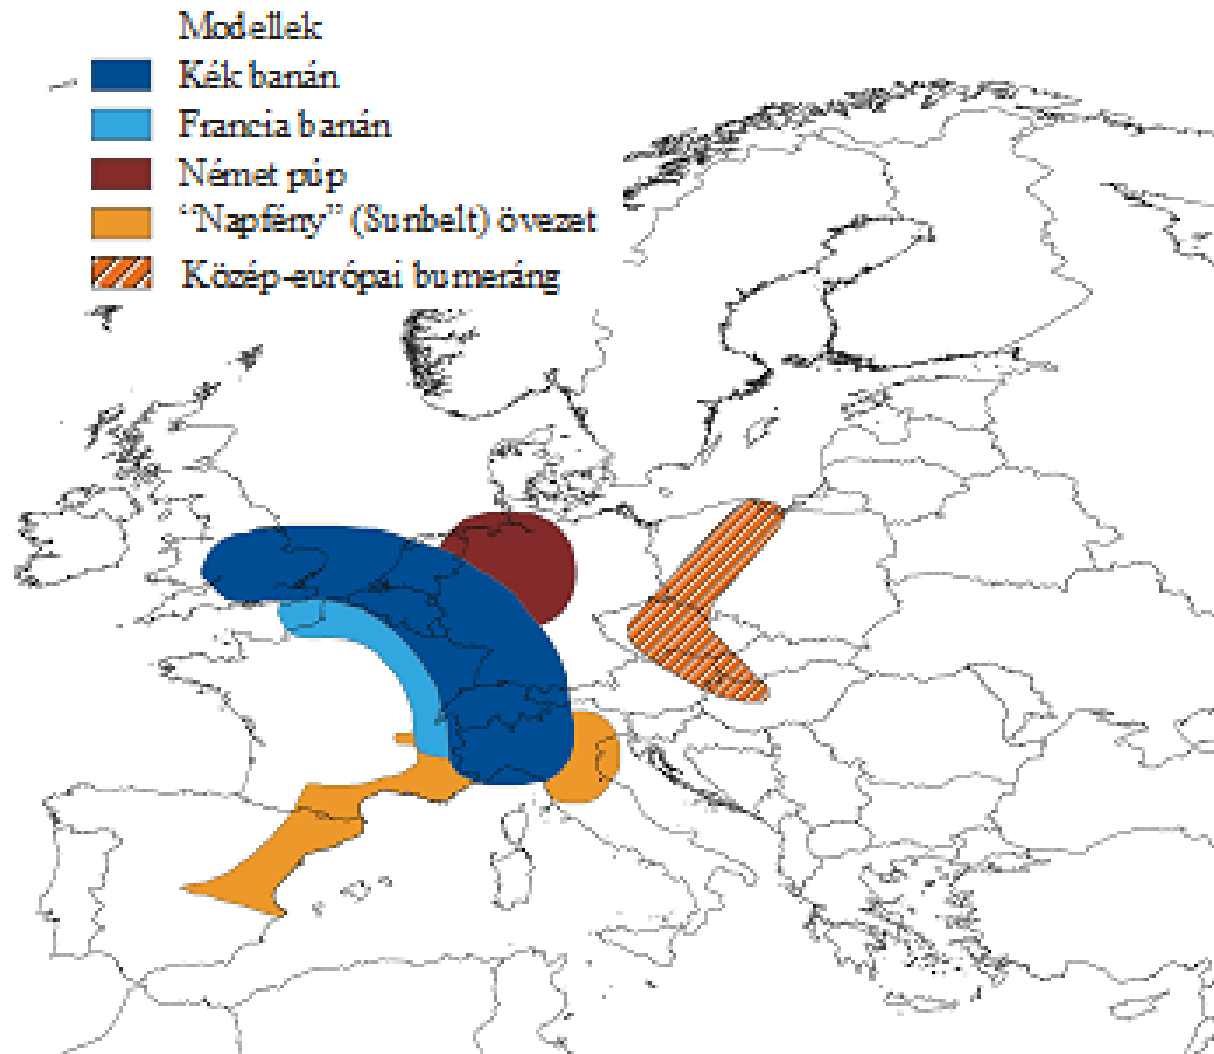 Modellek
Kék banán
Francia banán
Német púp
“Napfény” (Sunbelt) övezet
Közép-európai bumeráng